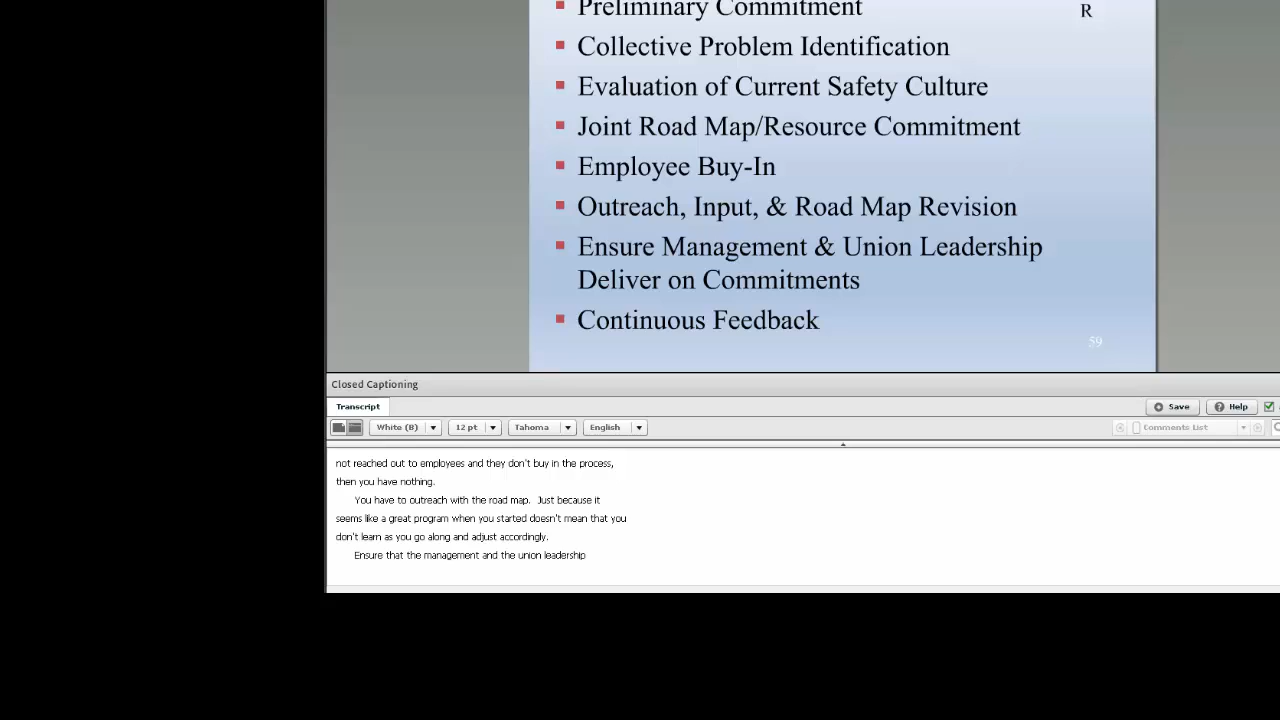 Preliminary Commitment
R
Collective Problem Identification
Evaluation of Current Safety Culture
Joint Road Map/Resource Commitment
Employee Buy-In
Outreach, Input, & Road Map Revision
Ensure Management & Union Leadership
Deliver on Commitments
Continuous Feedback
59
Closed Captioning
Transcript
Save
Help
White (8)
12 pt
Tahoma
English
Comments List
not reached out to employees and they don't buy in the process,
then you have nothing.
You have to outreach with the road map. Just because it
seems like a great program when you started doesn't mean that you
don't learn as you go along and adjust accordingly.
Ensure that the management and the union leadership